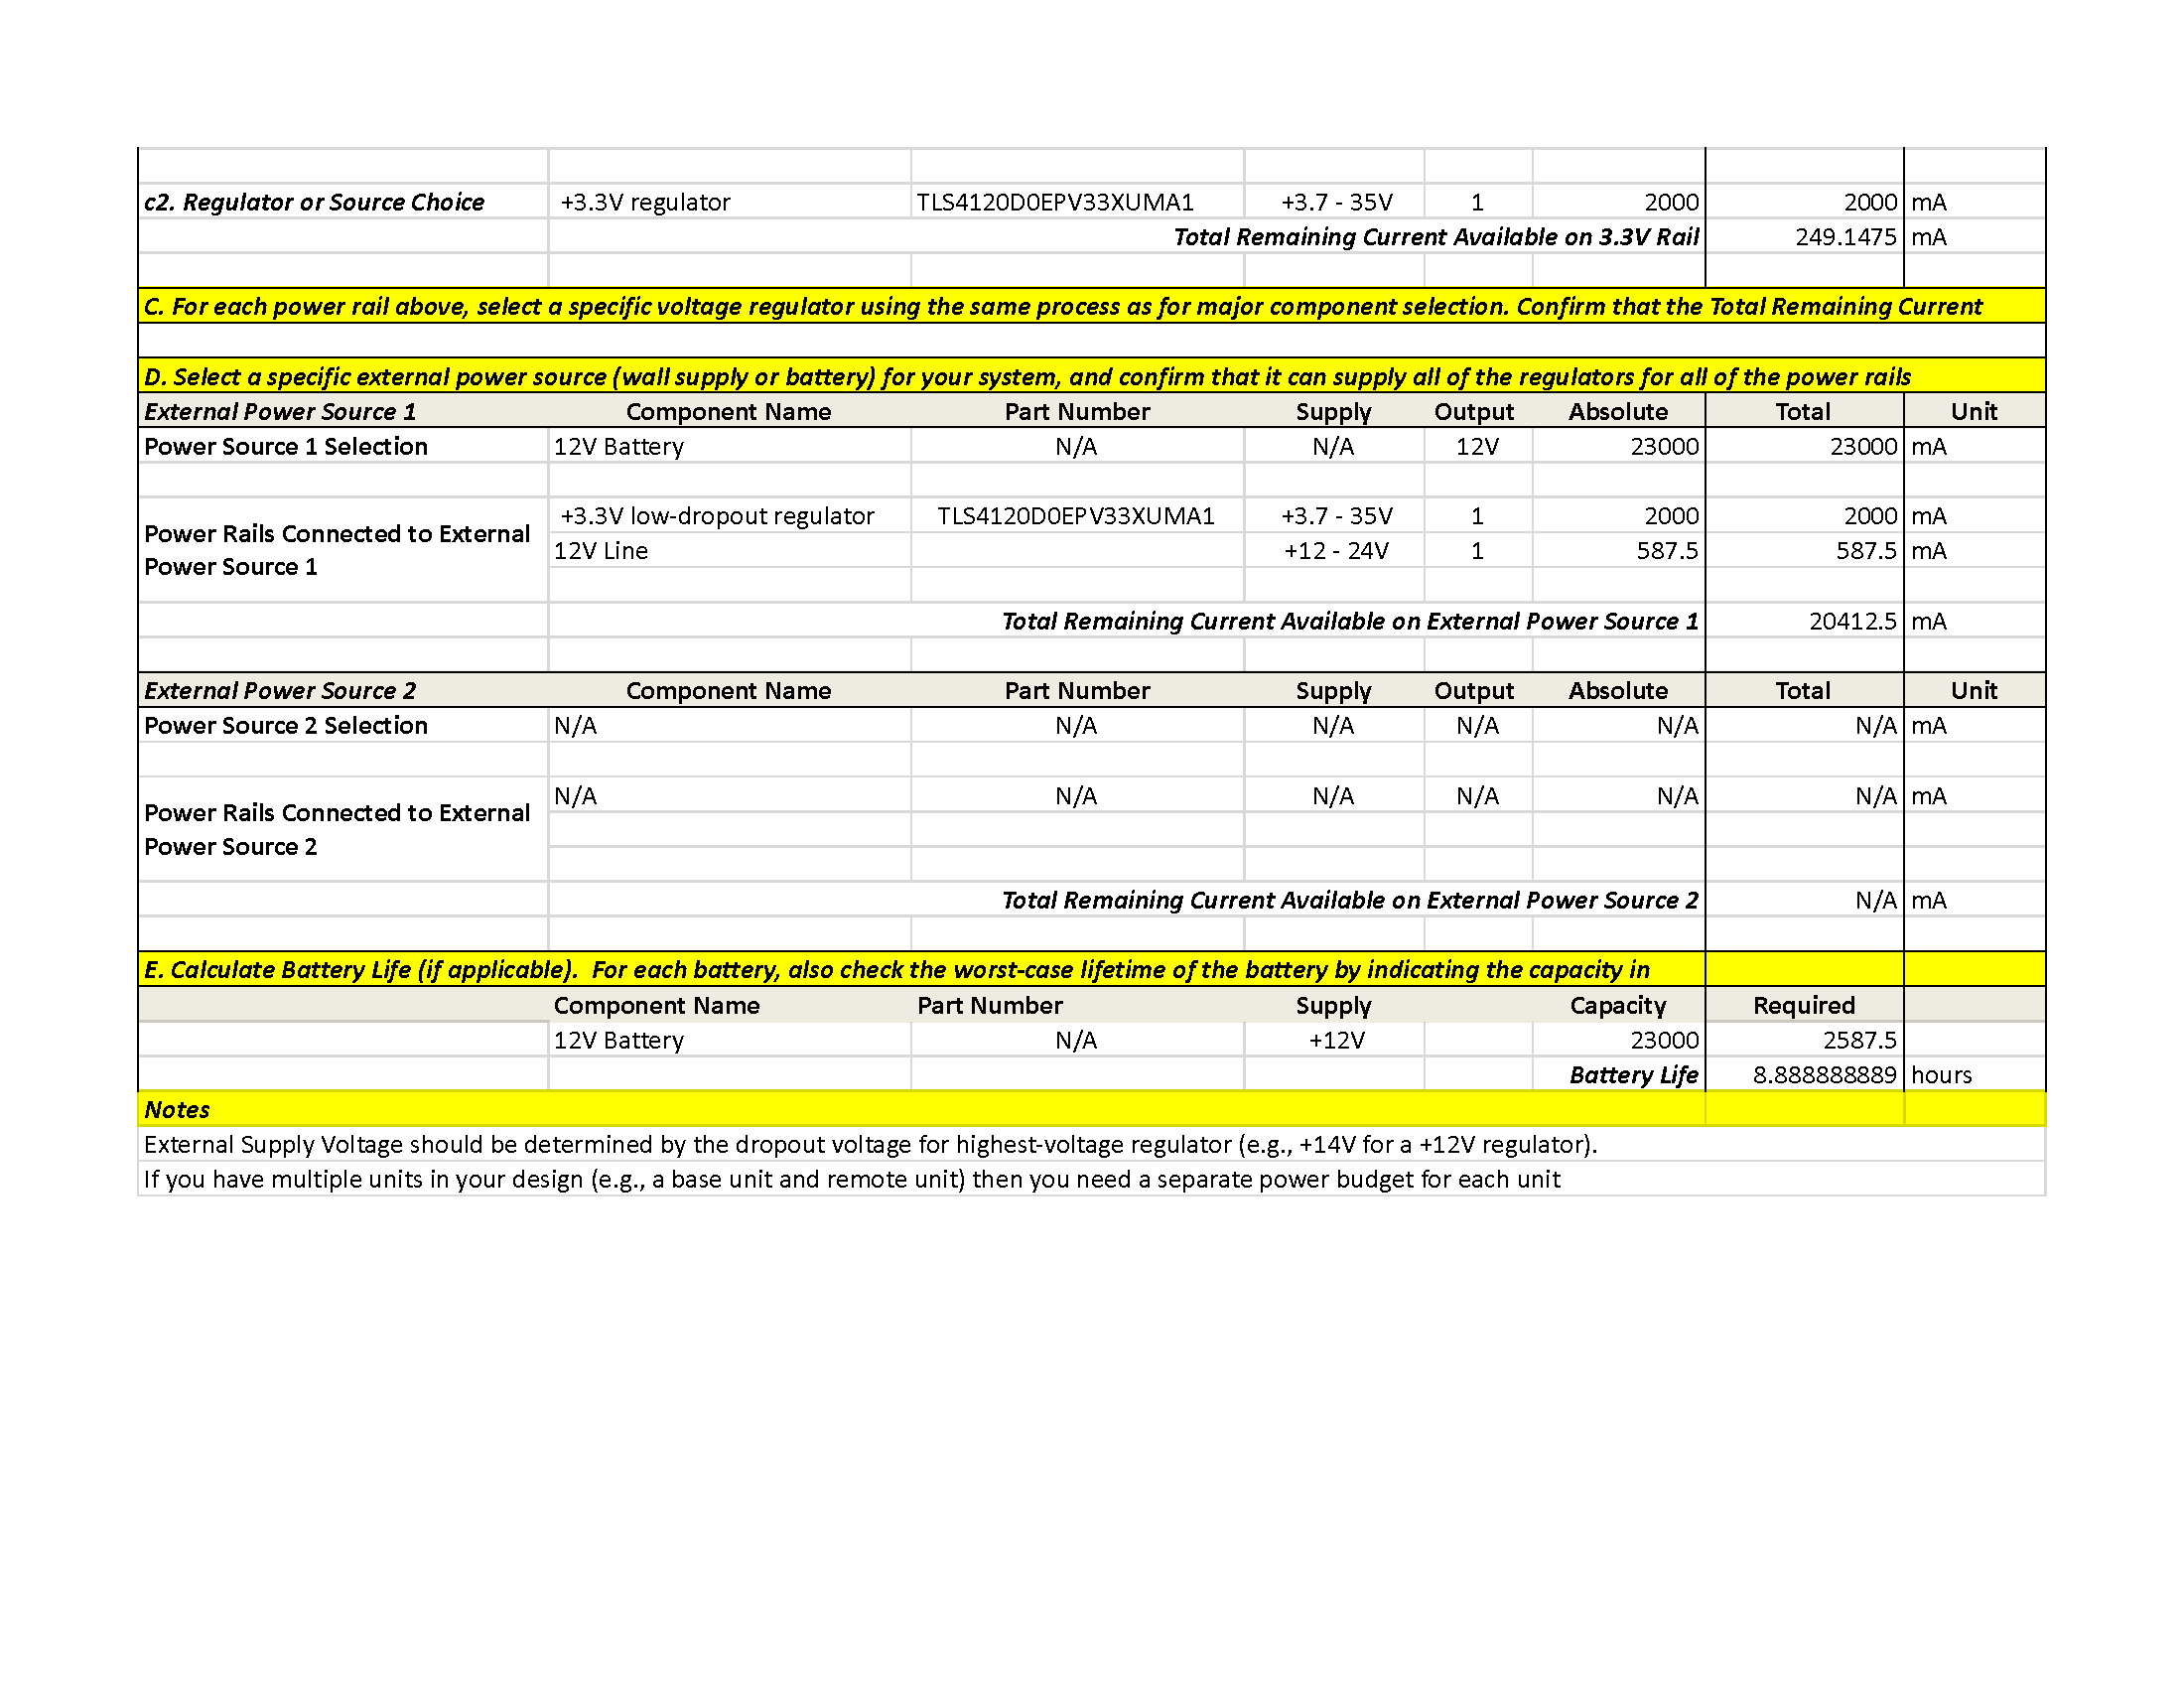 c2. Regulator or Source Choice +3.3V regulator TLS4120D0EPV33XUMA1 +3.7 - 35V 1 2000 2000 mA
Total Remaining Current Available on 3.3V Rail 249.1475 mA
C. For each power rail above, select a specific voltage regulator using the same process as for major component selection. Confirm that the Total Remaining Current
D. Select a specific external power source (wall supply or battery) for your system, and confirm that it can supply all of the regulators for all of the power rails
External Power Source 1 Component Name Part Number Supply Output Absolute Total Unit
Power Source 1 Selection 12V Battery N/A N/A 12V 23000 23000 mA
Power Rails Connected to External
Power Source 1
+3.3V low-dropout regulator TLS4120D0EPV33XUMA1 +3.7 - 35V 1 2000 2000 mA
12V Line +12 - 24V 1 587.5 587.5 mA
Total Remaining Current Available on External Power Source 1 20412.5 mA
External Power Source 2 Component Name Part Number Supply Output Absolute Total Unit
Power Source 2 Selection N/A N/A N/A N/A N/A N/A mA
Power Rails Connected to External
Power Source 2
N/A N/A N/A N/A N/A N/A mA
Total Remaining Current Available on External Power Source 2 N/A mA
E. Calculate Battery Life (if applicable).  For each battery, also check the worst-case lifetime of the battery by indicating the capacity in
Component Name Part Number Supply Capacity Required
12V Battery N/A +12V 23000 2587.5
Battery Life 8.888888889 hours
Notes
External Supply Voltage should be determined by the dropout voltage for highest-voltage regulator (e.g., +14V for a +12V regulator).
If you have multiple units in your design (e.g., a base unit and remote unit) then you need a separate power budget for each unit